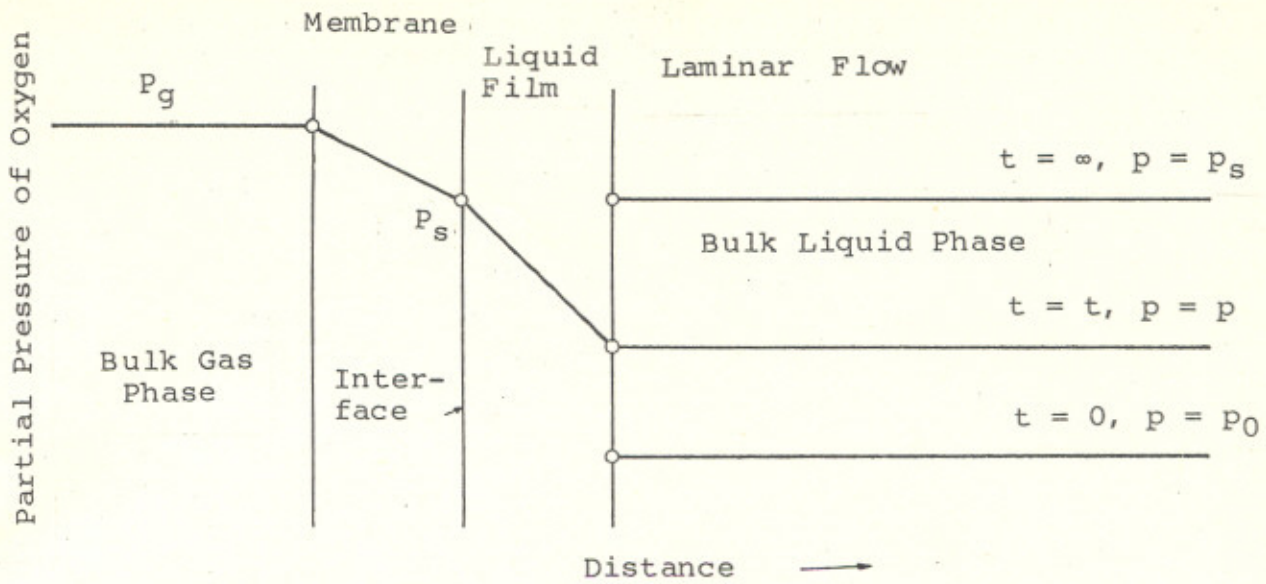 Partial Pressure of Oxygen
Membrane
Pg
Liquid
Film
Laminar Flow
t = ∞, p = ps
Ps
Bulk Liquid Phase
t = t, p = p
Bulk Gas
Phase
Inter-
face
t = 0, p = p0
Distance